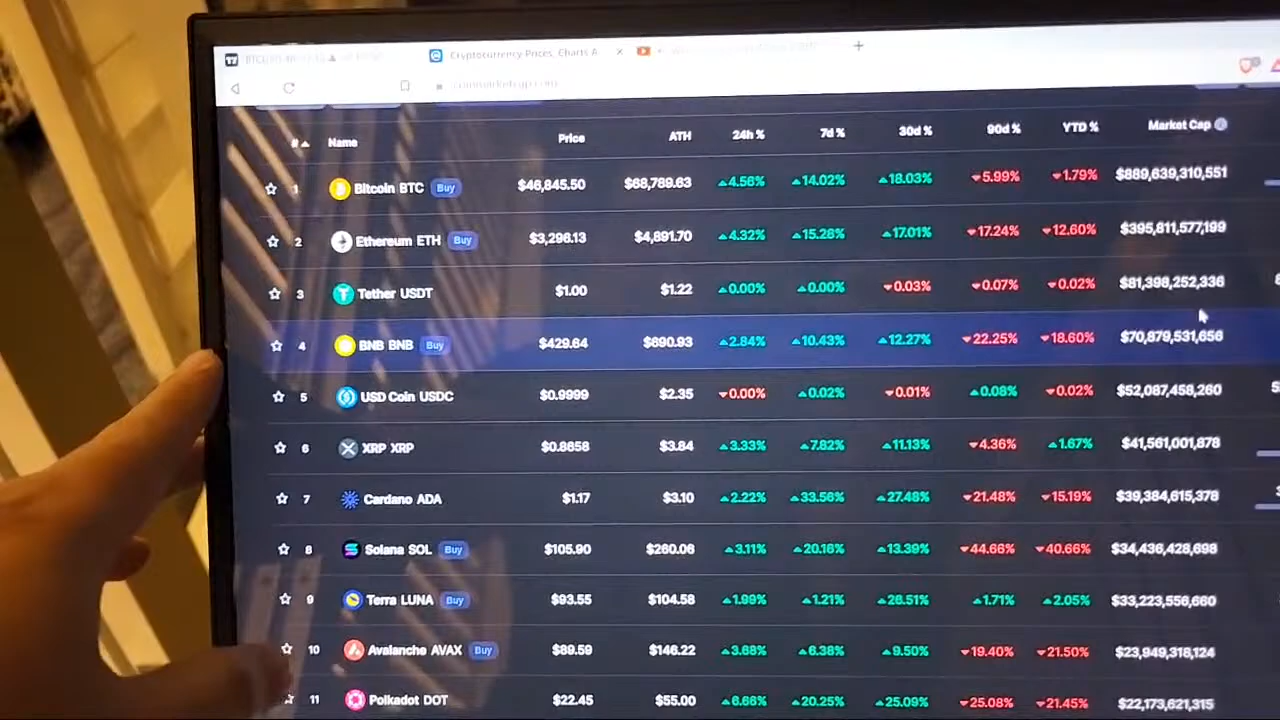 Cryptocurrency Prices, Charts A
coinmarketcap.com
# Name Price ATH 24h % 7d % 30d % 90d % YTD % Market Cap
1 Bitcoin BTC Buy $46,845.50 $68,789.63 4.56% 14.02% 18.03% 5.99% 1.79% $889,639,310,551
2 Ethereum ETH Buy $3,296.13 $4,891.70 4.32% 15.28% 17.01% 17.24% 12.60% $395,811,577,199
3 Tether USDT $1.00 $1.22 0.00% 0.00% 0.03% 0.07% 0.02% $81,398,252,336
4 BNB BNB Buy $429.64 $690.93 2.84% 10.43% 12.27% 22.25% 18.60% $70,879,531,656
5 USD Coin USDC $0.9999 $2.35 0.00% 0.02% 0.01% 0.08% 0.02% $52,087,458,260
6 XRP XRP $0.8658 $3.84 3.33% 7.82% 11.13% 4.36% 1.67% $41,561,001,878
7 Cardano ADA $1.17 $3.10 2.22% 33.56% 27.48% 21.48% 15.19% $39,384,615,378
8 Solana SOL Buy $105.90 $260.06 3.11% 20.16% 13.39% 44.66% 40.66% $34,436,428,698
9 Terra LUNA Buy $93.55 $104.58 1.99% 1.21% 28.51% 1.71% 2.05% $33,223,556,660
10 Avalanche AVAX Buy $89.59 $146.22 3.68% 6.38% 9.50% 19.40% 21.50% $23,949,318,124
11 Polkadot DOT $22.45 $55.00 6.66% 20.25% 25.09% 25.08% 21.45% $22,173,621,315